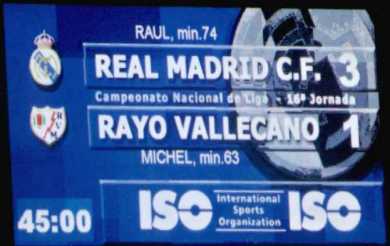 RAUL, min.74
REAL MADRID C.F. 3
Campeonato Nacional de Liga - 16ª Jornada
RAYO VALLECANO 1
MICHEL, min.63
45:00 ISO International Sports Organization ISO